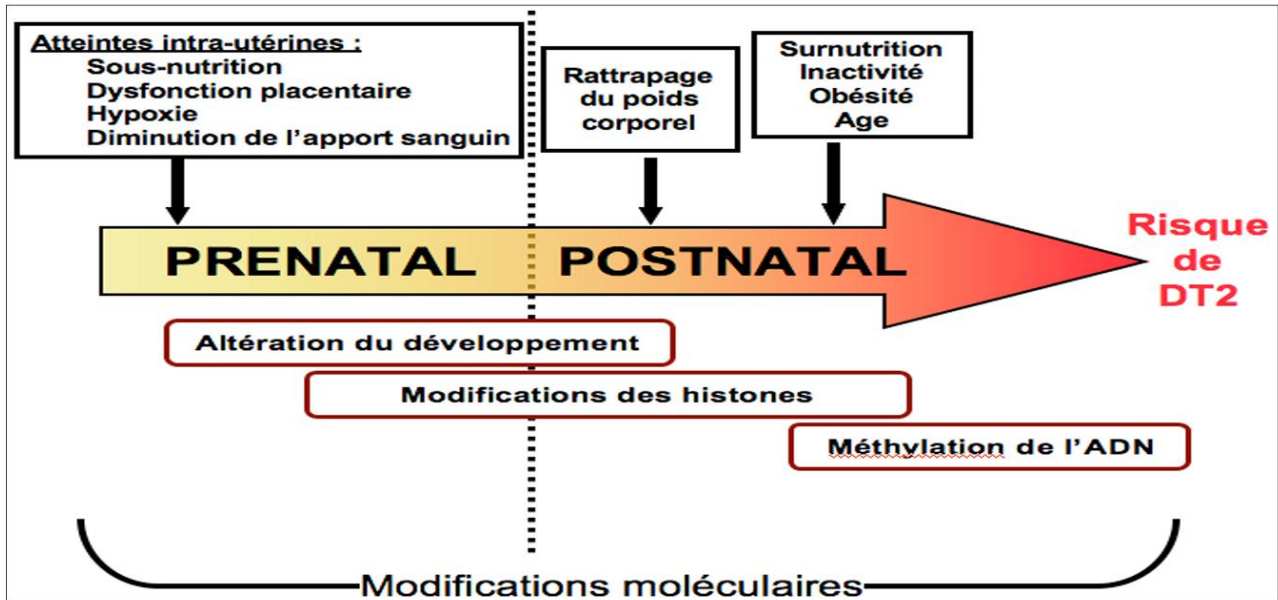 Atteintes intra-utérines :
Sous-nutrition
Dysfonction placentaire
Hypoxie
Diminution de l'apport sanguin
Rattrapage
du poids
corporel
Surnutrition
Inactivité
Obésité
Age
PRENATAL
POSTNATAL
Risque
de
DT2
Altération du développement
Modifications des histones
Méthylation de l'ADN
Modifications moléculaires